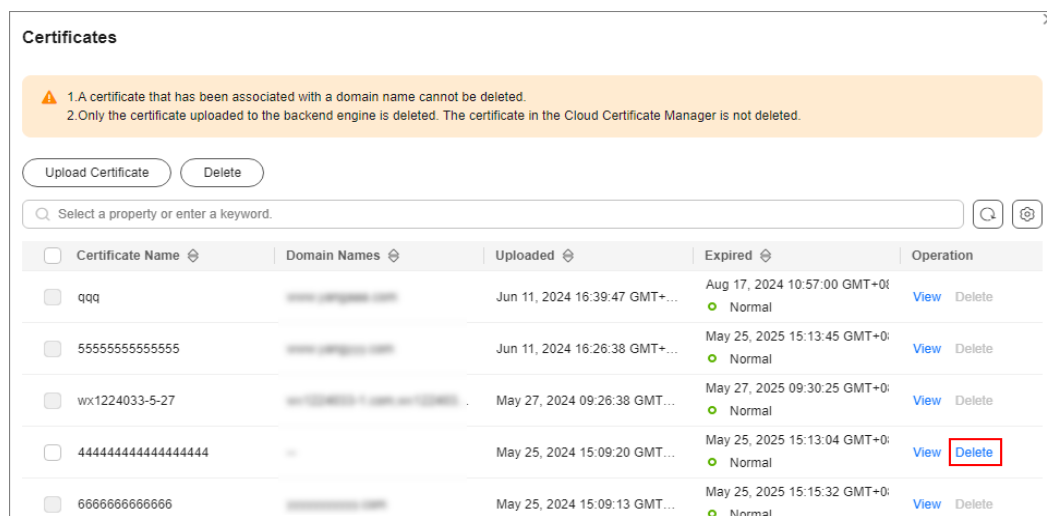 Certificates
1.A certificate that has been associated with a domain name cannot be deleted.
2.Only the certificate uploaded to the backend engine is deleted. The certificate in the Cloud Certificate Manager is not deleted.
Upload Certificate Delete
Select a property or enter a keyword.
Certificate Name Domain Names Uploaded Expired Operation
qqq Jun 11, 2024 16:39:47 GMT+... Aug 17, 2024 10:57:00 GMT+08 View Delete
Normal
55555555555555 Jun 11, 2024 16:26:38 GMT+... May 25, 2025 15:13:45 GMT+0 View Delete
Normal
wx1224033-5-27 May 27, 2024 09:26:38 GMT... May 27, 2025 09:30:25 GMT+0 View Delete
Normal
444444444444444444 -- May 25, 2024 15:09:20 GMT... May 25, 2025 15:13:04 GMT+0 View Delete
Normal
6666666666666 May 25, 2024 15:09:13 GMT... May 25, 2025 15:15:32 GMT+0 View Delete
Normal